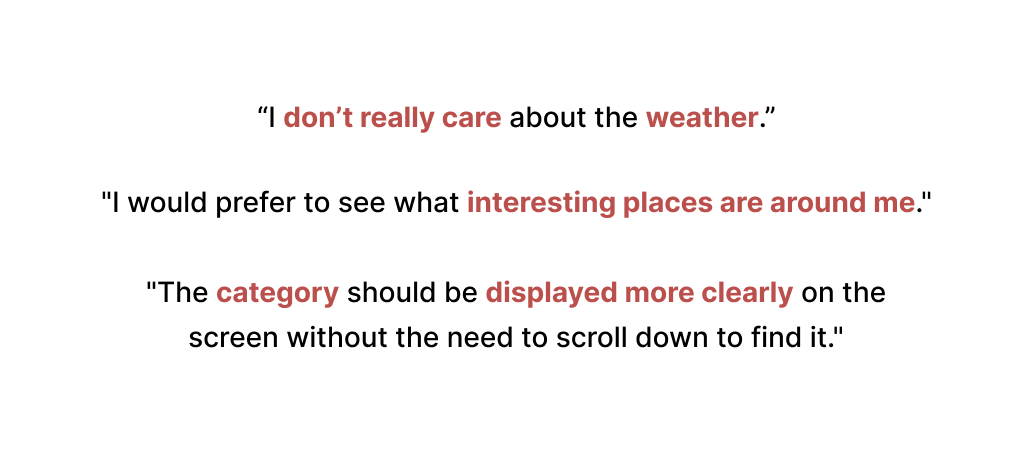 “I don’t really care about the weather.”
"I would prefer to see what interesting places are around me."
"The category should be displayed more clearly on the
screen without the need to scroll down to find it."